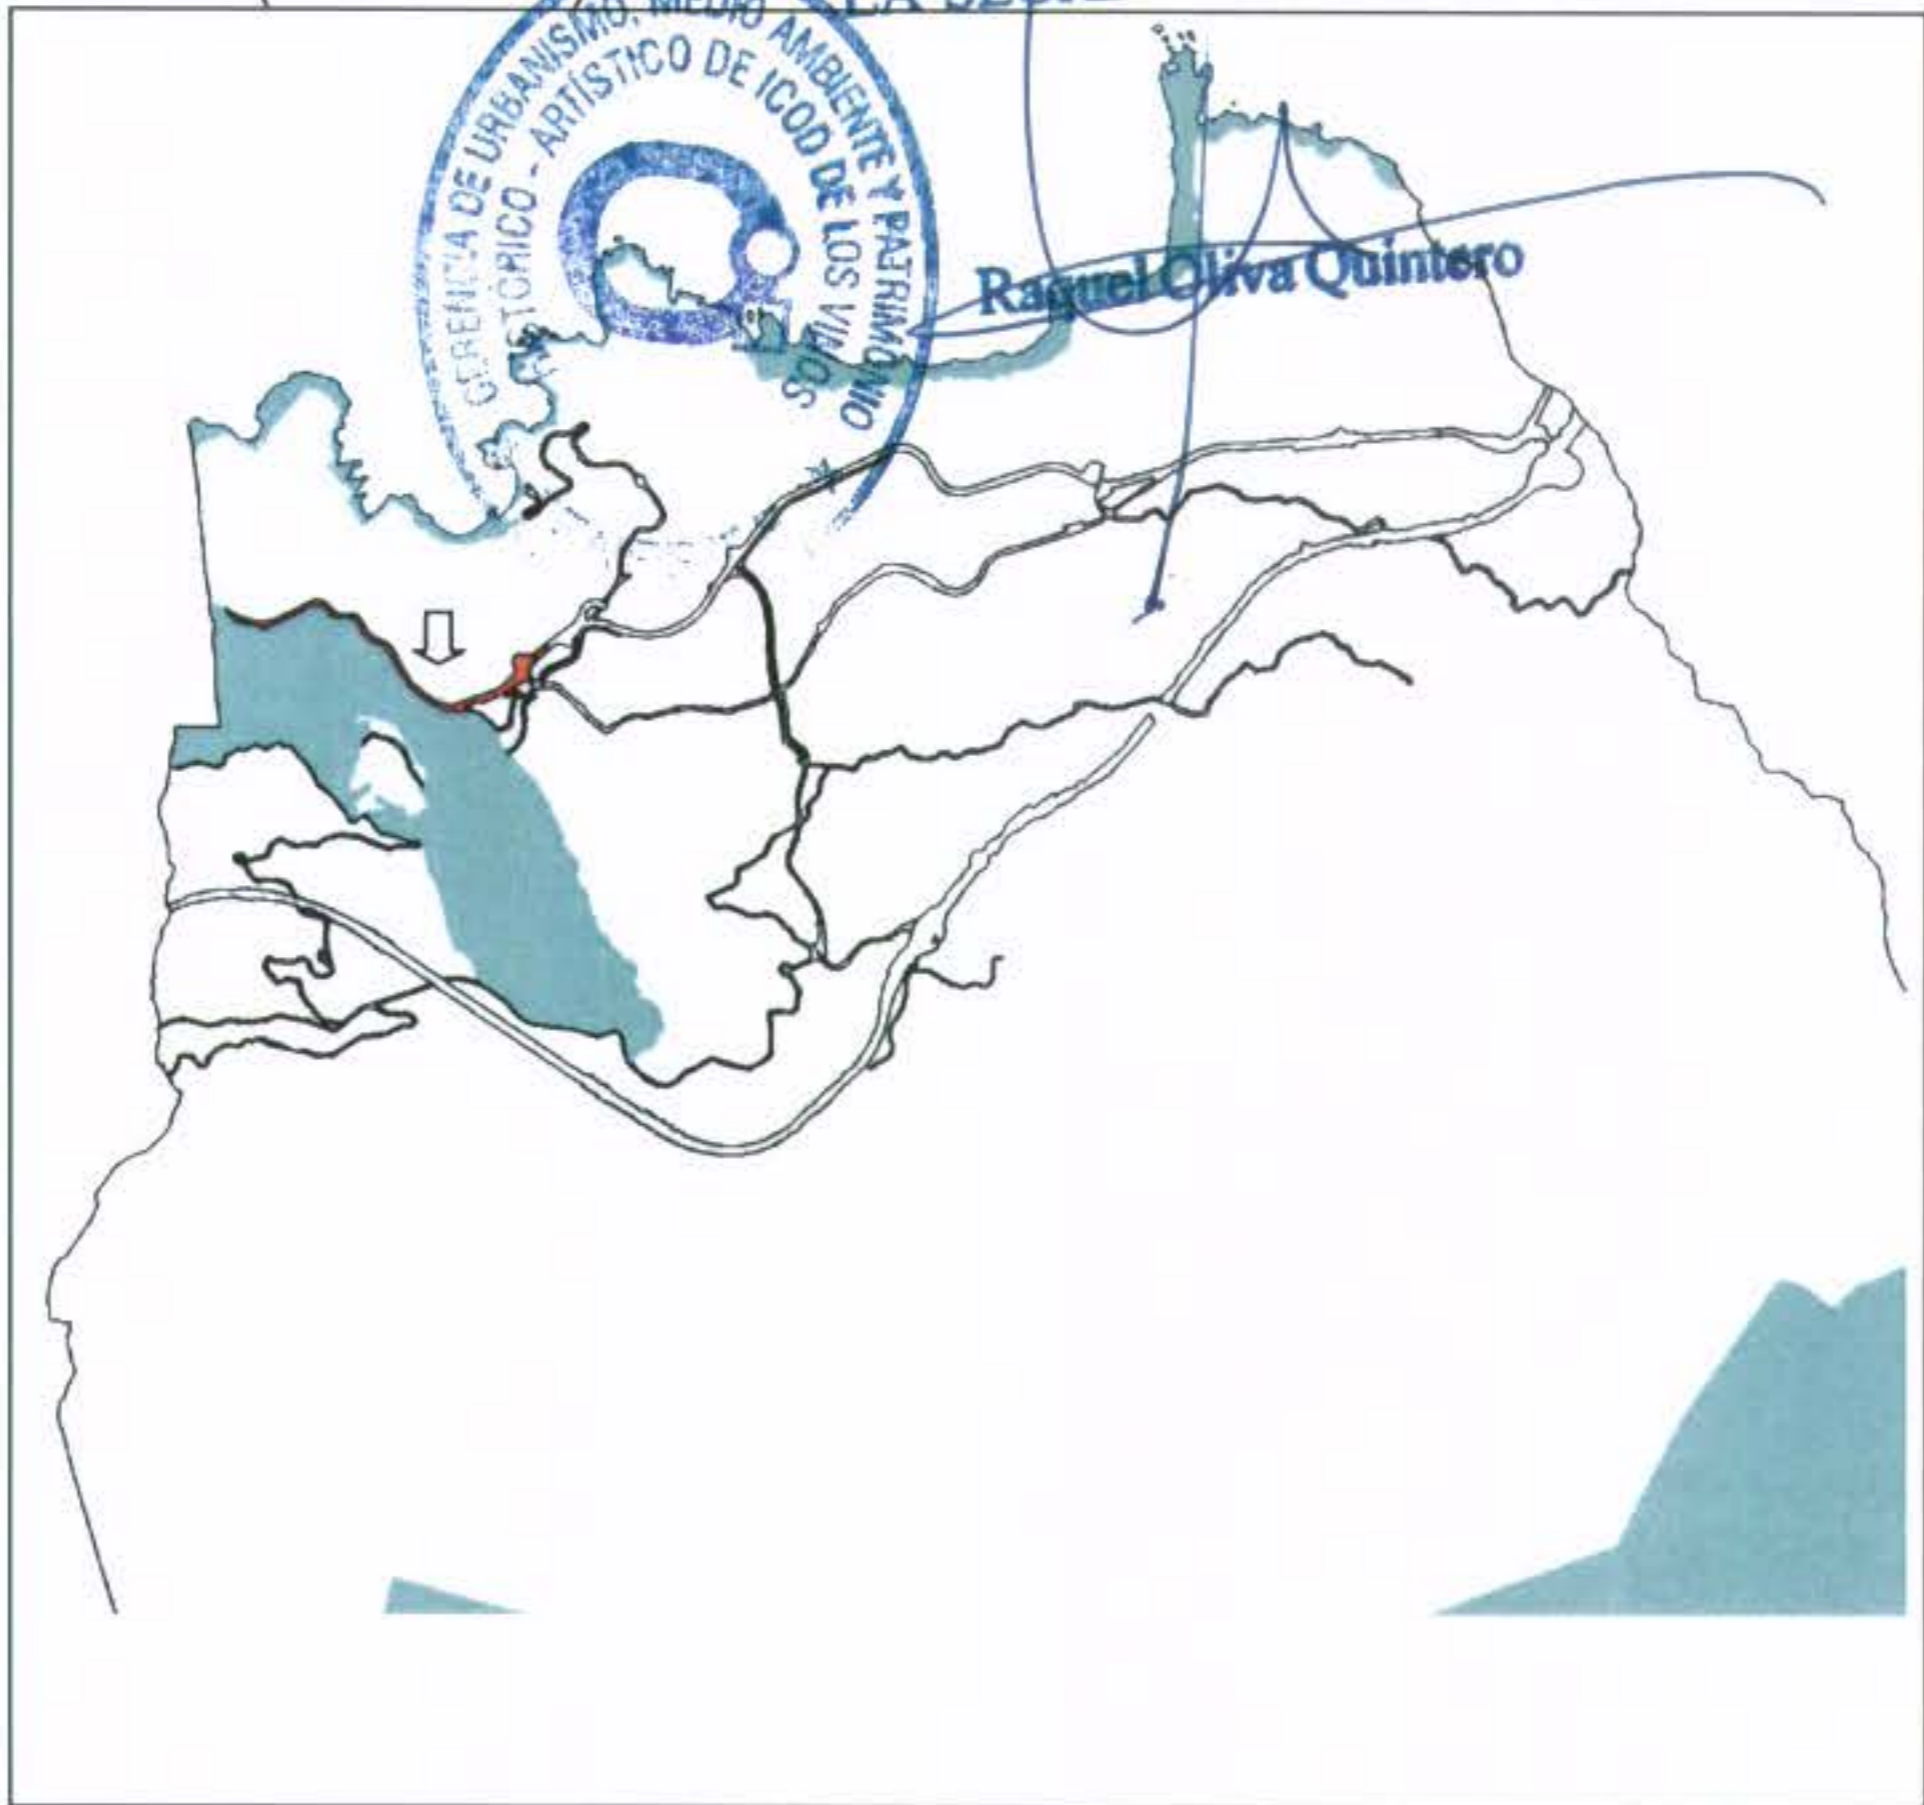 GERENCIA DE URBANISMO, MEDIO AMBIENTE Y PATRIMONIO
HISTÓRICO - ARTÍSTICO DE ICOD DE LOS VINOS
Raquel Oliva Quintero